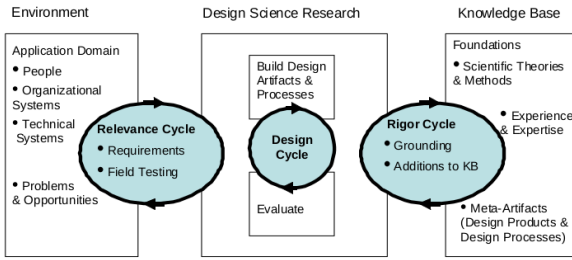 Environment
Design Science Research
Knowledge Base
Application Domain
• People
• Organizational
Systems
• Technical
Systems
• Problems
& Opportunities
Relevance Cycle
• Requirements
• Field Testing
Build Design
Artifacts &
Processes
Design
Cycle
Evaluate
Rigor Cycle
• Grounding
• Additions to KB
Foundations
• Scientific Theories
& Methods
• Experience
& Expertise
• Meta-Artifacts
(Design Products &
Design Processes)